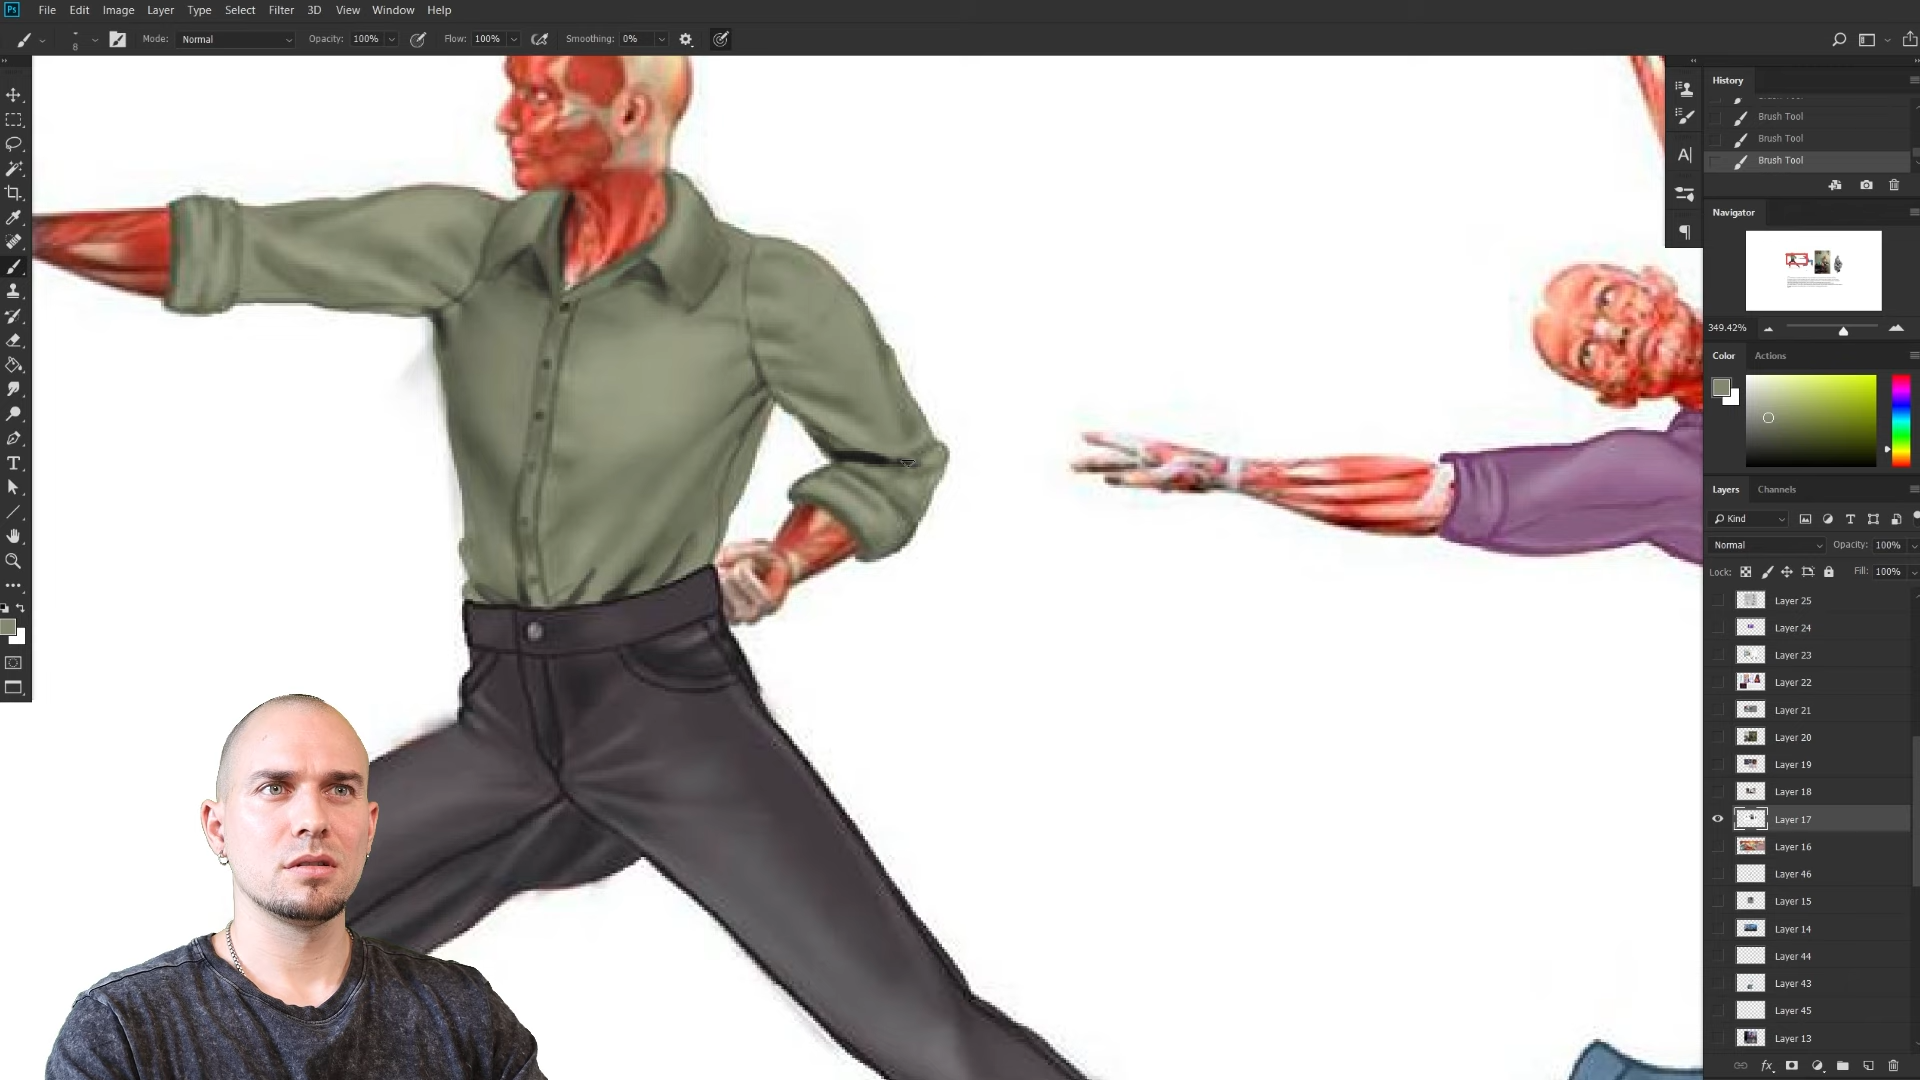 Ps File Edit Image Layer Type Select Filter 3D View Window Help
8 Mode: Normal Opacity: 100% Flow: 100% Smoothing: 0%
History
Brush Tool
Brush Tool
Brush Tool
Navigator
349.42%
Color Actions
Layers Channels
Kind
Normal Opacity: 100%
Lock: Fill: 100%
Layer 25
Layer 24
Layer 23
Layer 22
Layer 21
Layer 20
Layer 19
Layer 18
Layer 17
Layer 16
Layer 46
Layer 15
Layer 14
Layer 44
Layer 43
Layer 45
Layer 13